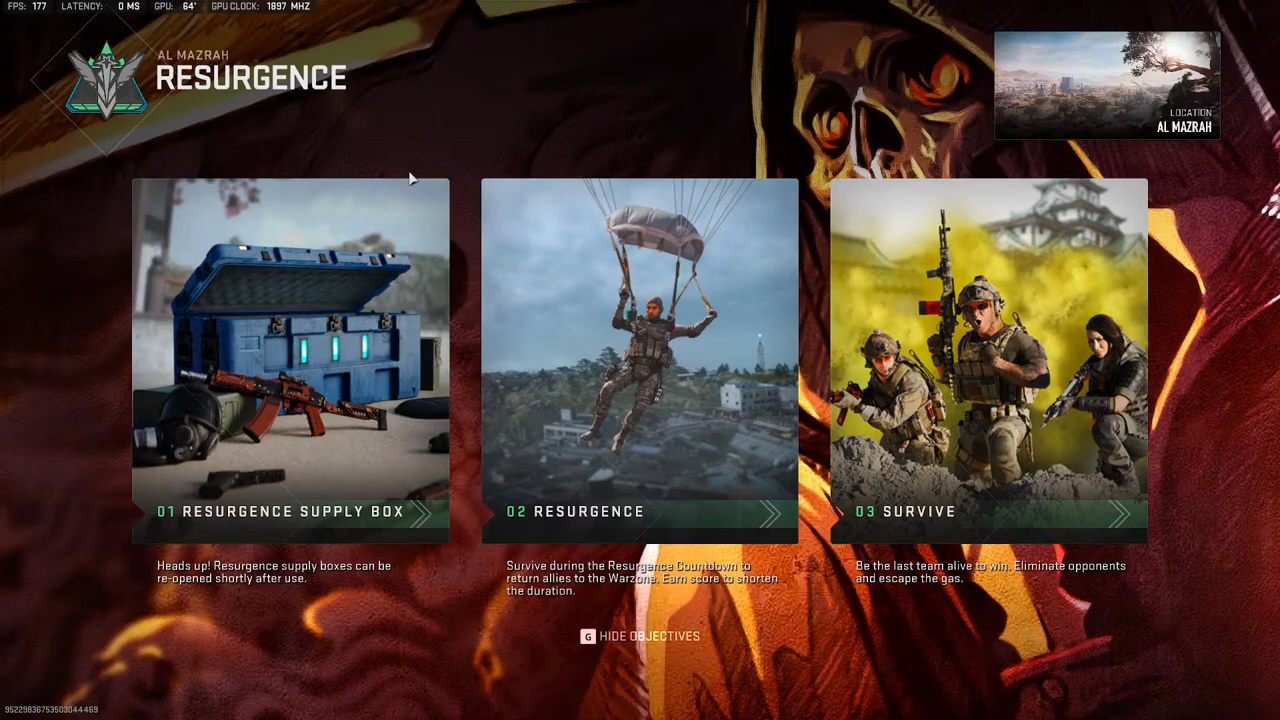 FPS: 177 LATENCY: 0 MS GPU: 64° GPU CLOCK: 1897 MHZ
AL MAZRAH
RESURGENCE
LOCATION
AL MAZRAH
01 RESURGENCE SUPPLY BOX
Heads up! Resurgence supply boxes can be
re-opened shortly after use.
02 RESURGENCE
Survive during the Resurgence Countdown to
return allies to the Warzone. Earn score to shorten
the duration.
03 SURVIVE
Be the last team alive to win. Eliminate opponents
and escape the gas.
G HIDE OBJECTIVES
95229836753503044469